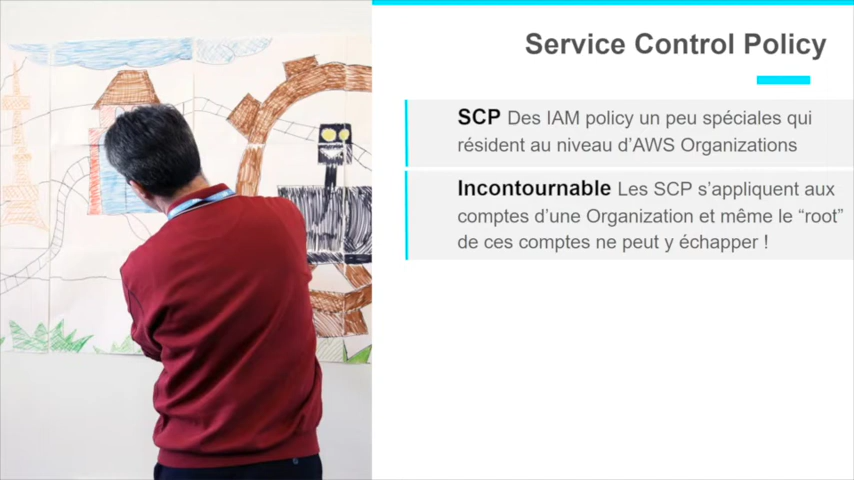 Service Control Policy
SCP Des IAM policy un peu spéciales qui
résident au niveau d’AWS Organizations
Incontournable Les SCP s’appliquent aux
comptes d’une Organization et même le “root”
de ces comptes ne peut y échapper !